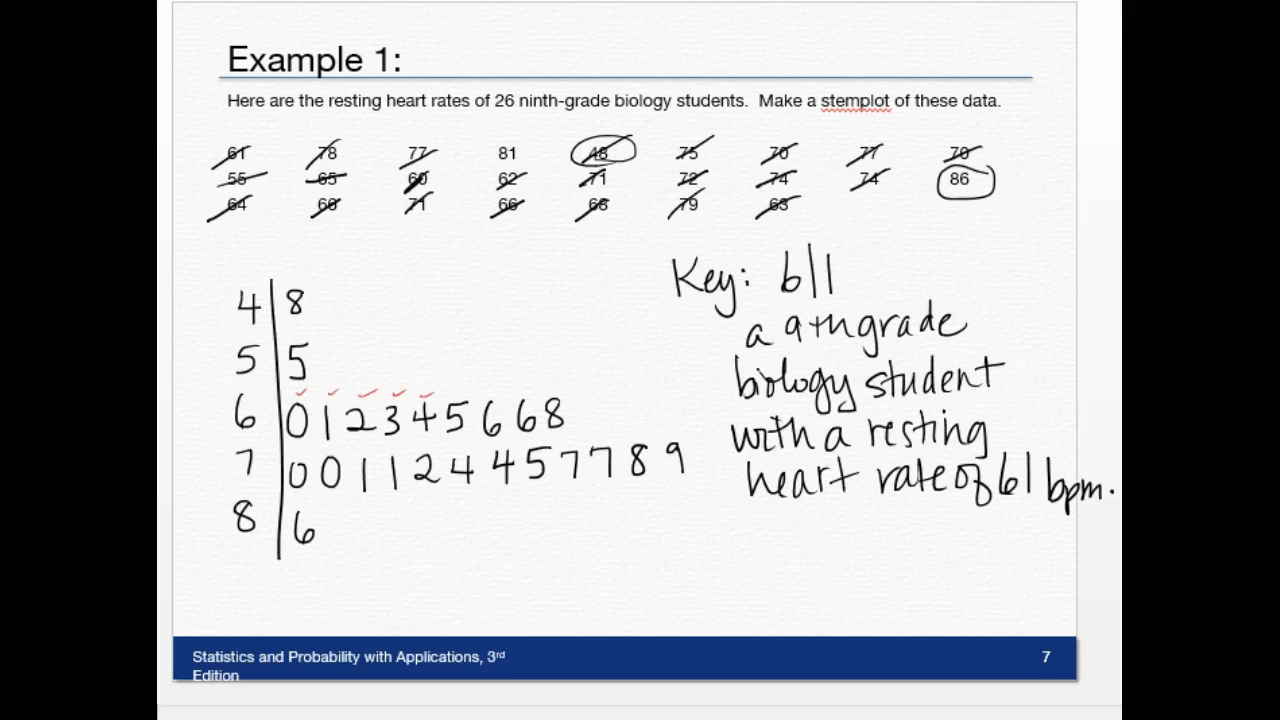 Example 1:
Here are the resting heart rates of 26 ninth-grade biology students. Make a stemplot of these data.
61 78 77 81 48 75 70 77 70
55 65 60 62 71 72 74 74 86
64 66 71 66 68 79 63
Key: 6|1
a 9th grade
biology student
with a resting
heart rate of 61 bpm.
4 | 8
5 | 5
6 | 0 1 2 3 4 5 6 6 8
7 | 0 0 1 1 2 4 4 5 7 7 8 9
8 | 6
Statistics and Probability with Applications, 3rd
Edition
7